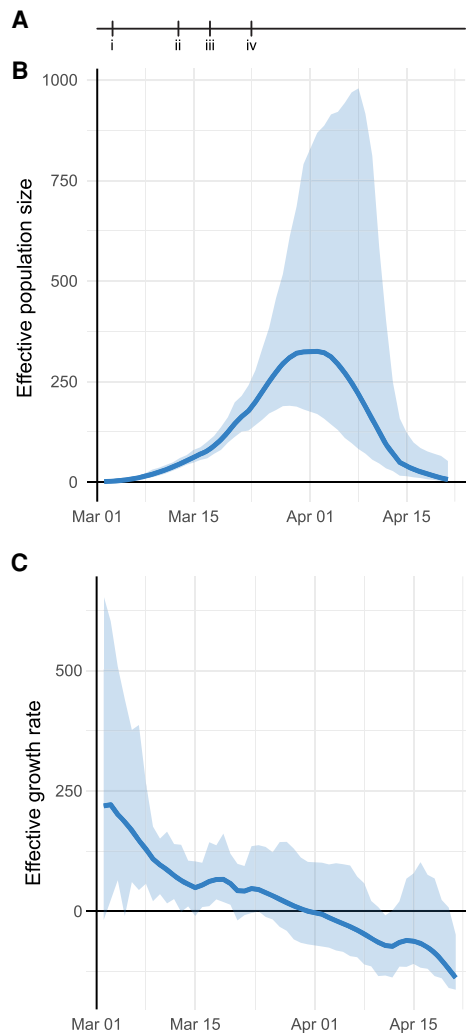 A
i ii iii iv
B
1000
750
500
250
0
Effective population size
Mar 01 Mar 15 Apr 01 Apr 15
C
500
250
0
Effective growth rate
Mar 01 Mar 15 Apr 01 Apr 15